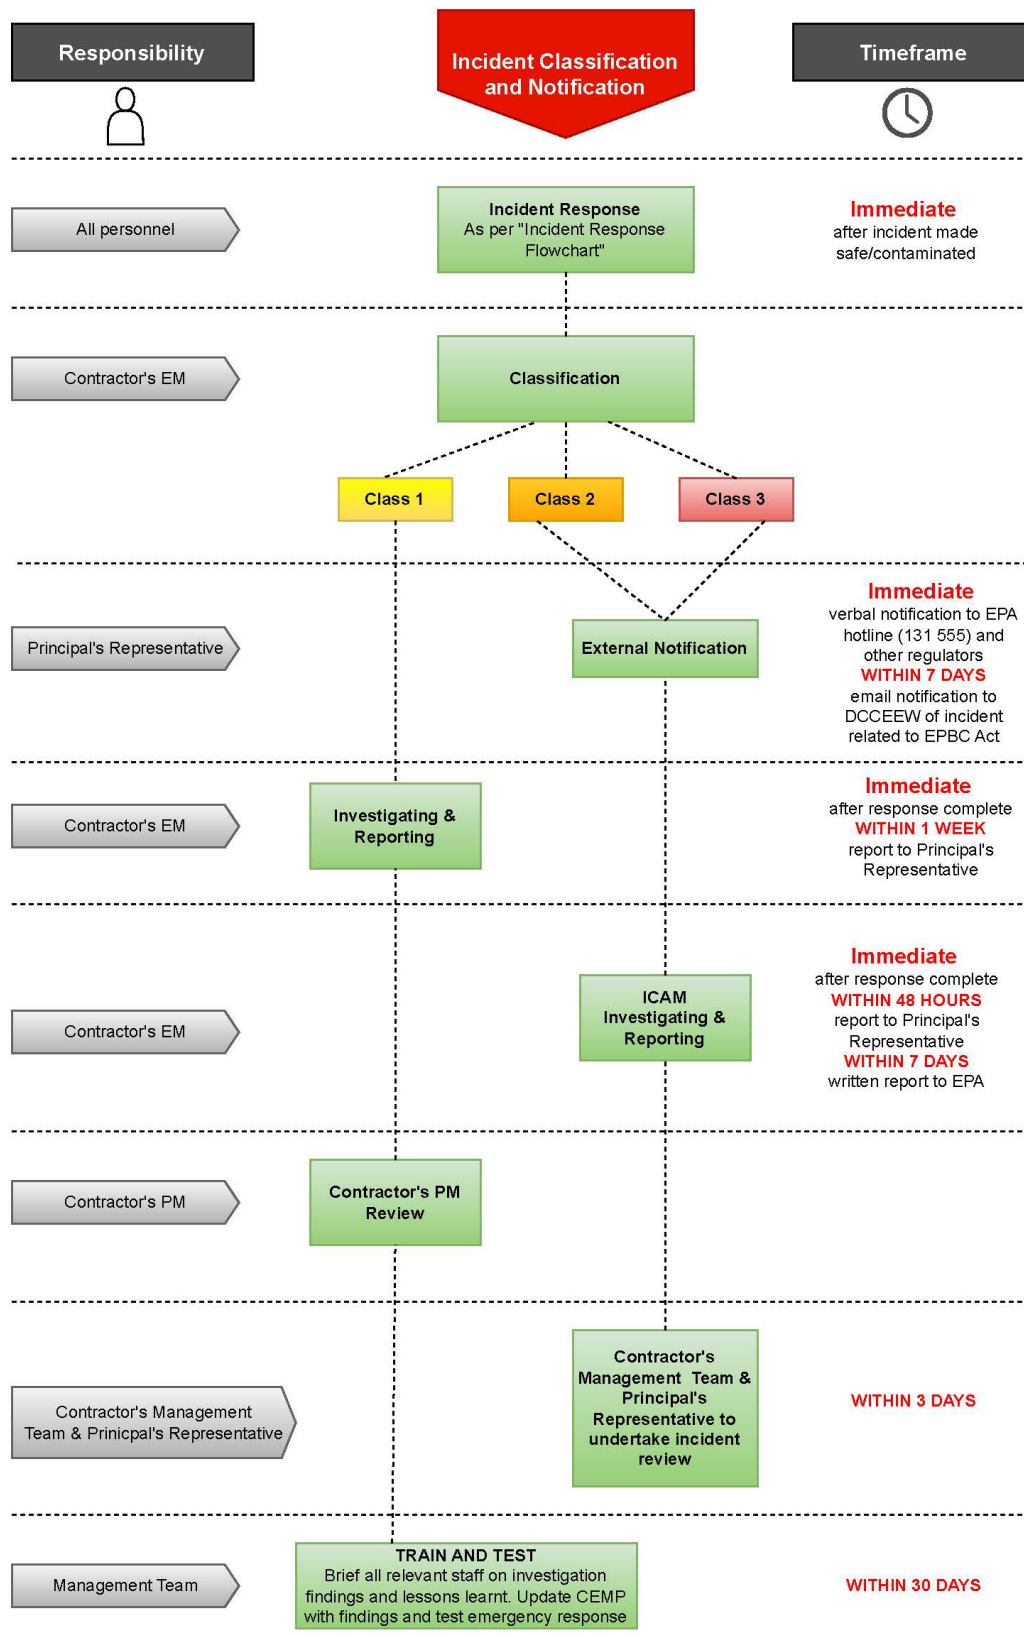 Responsibility
Incident Classification
and Notification
Timeframe
All personnel
Incident Response
As per "Incident Response
Flowchart"
Immediate
after incident made
safe/contaminated
Contractor's EM
Classification
Class 1
Class 2
Class 3
Principal's Representative
External Notification
Immediate
verbal notification to EPA
hotline (131 555) and
other regulators
WITHIN 7 DAYS
email notification to
DCCEEW of incident
related to EPBC Act
Contractor's EM
Investigating &
Reporting
Immediate
after response complete
WITHIN 1 WEEK
report to Principal's
Representative
Contractor's EM
ICAM
Investigating &
Reporting
Immediate
after response complete
WITHIN 48 HOURS
report to Principal's
Representative
WITHIN 7 DAYS
written report to EPA
Contractor's PM
Contractor's PM
Review
Contractor's Management
Team & Prinicpal's Representative
Contractor's
Management Team &
Principal's
Representative to
undertake incident
review
WITHIN 3 DAYS
Management Team
TRAIN AND TEST
Brief all relevant staff on investigation
findings and lessons learnt. Update CEMP
with findings and test emergency response
WITHIN 30 DAYS